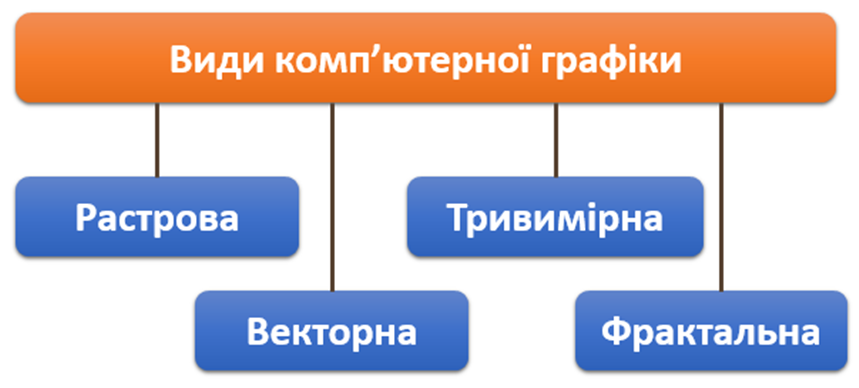 Види комп’ютерної графіки
Растрова
Тривимірна
Векторна
Фрактальна